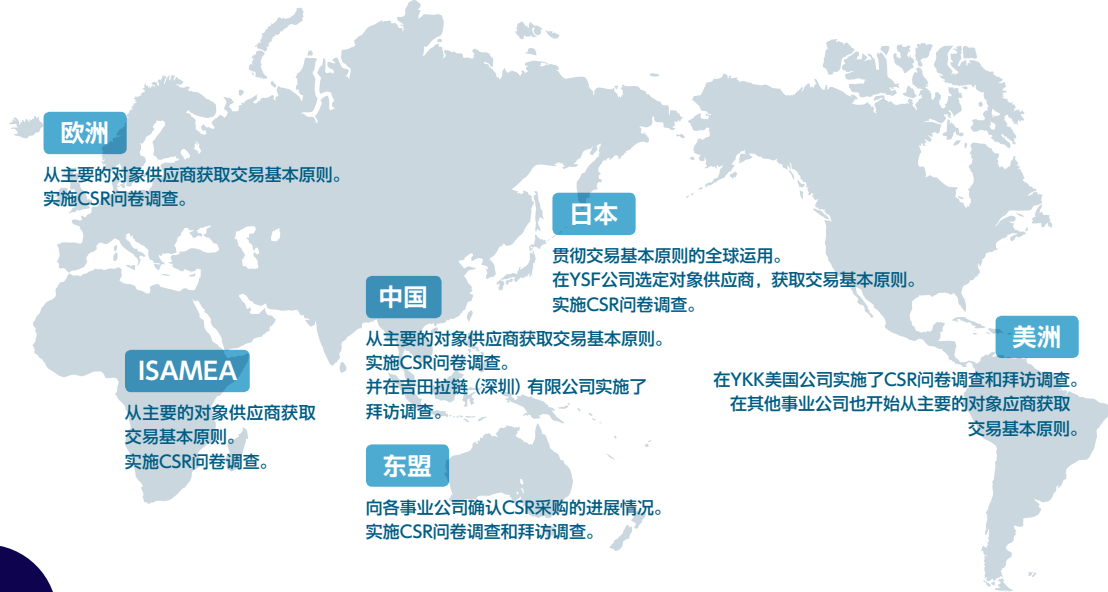 欧洲
从主要的对象供应商获取交易基本原则。
实施CSR问卷调查。
日本
贯彻交易基本原则的全球运用。
在YSF公司选定对象供应商，获取交易基本原则。
实施CSR问卷调查。
中国
从主要的对象供应商获取交易基本原则。
实施CSR问卷调查。
并在吉田拉链（深圳）有限公司实施了
拜访调查。
美洲
在YKK美国公司实施了CSR问卷调查和拜访调查。
在其他事业公司也开始从主要的对象应商获取
交易基本原则。
ISAMEA
从主要的对象供应商获取
交易基本原则。
实施CSR问卷调查。
东盟
向各事业公司确认CSR采购的进展情况。
实施CSR问卷调查和拜访调查。